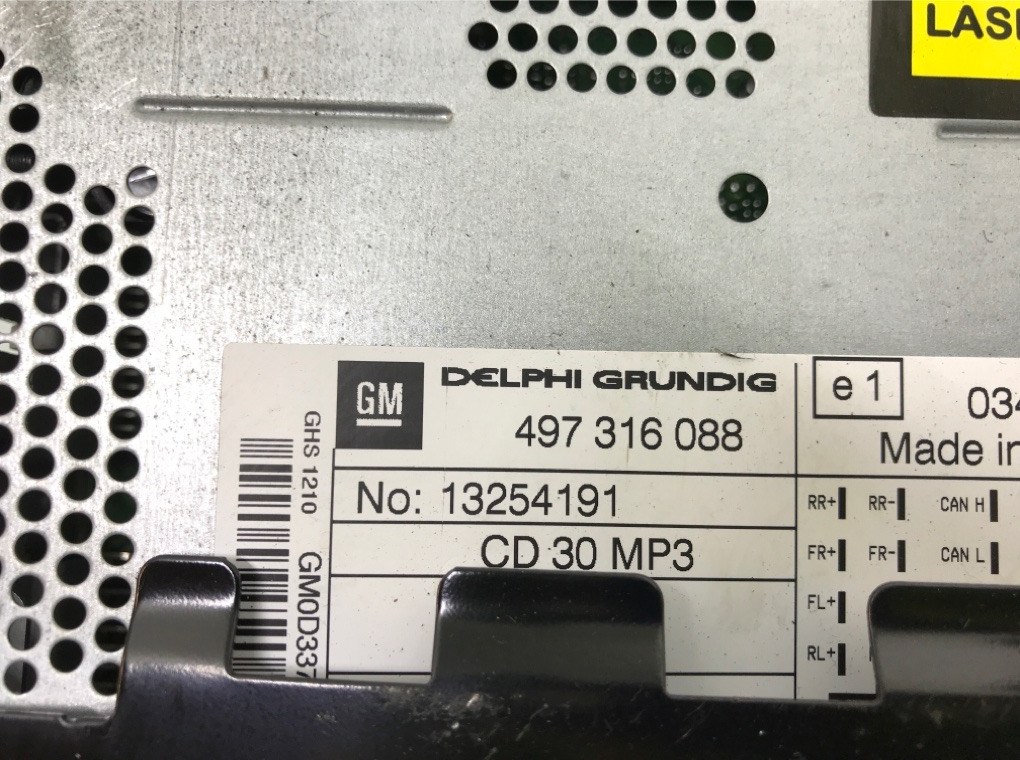 LAS
GM
DELPHI GRUNDIG
497 316 088
No: 13254191
CD 30 MP3
GHS 1210 GM0D337
e 1
034
Made in
RR+ RR- CAN H
FR+ FR- CAN L
FL+
RL+